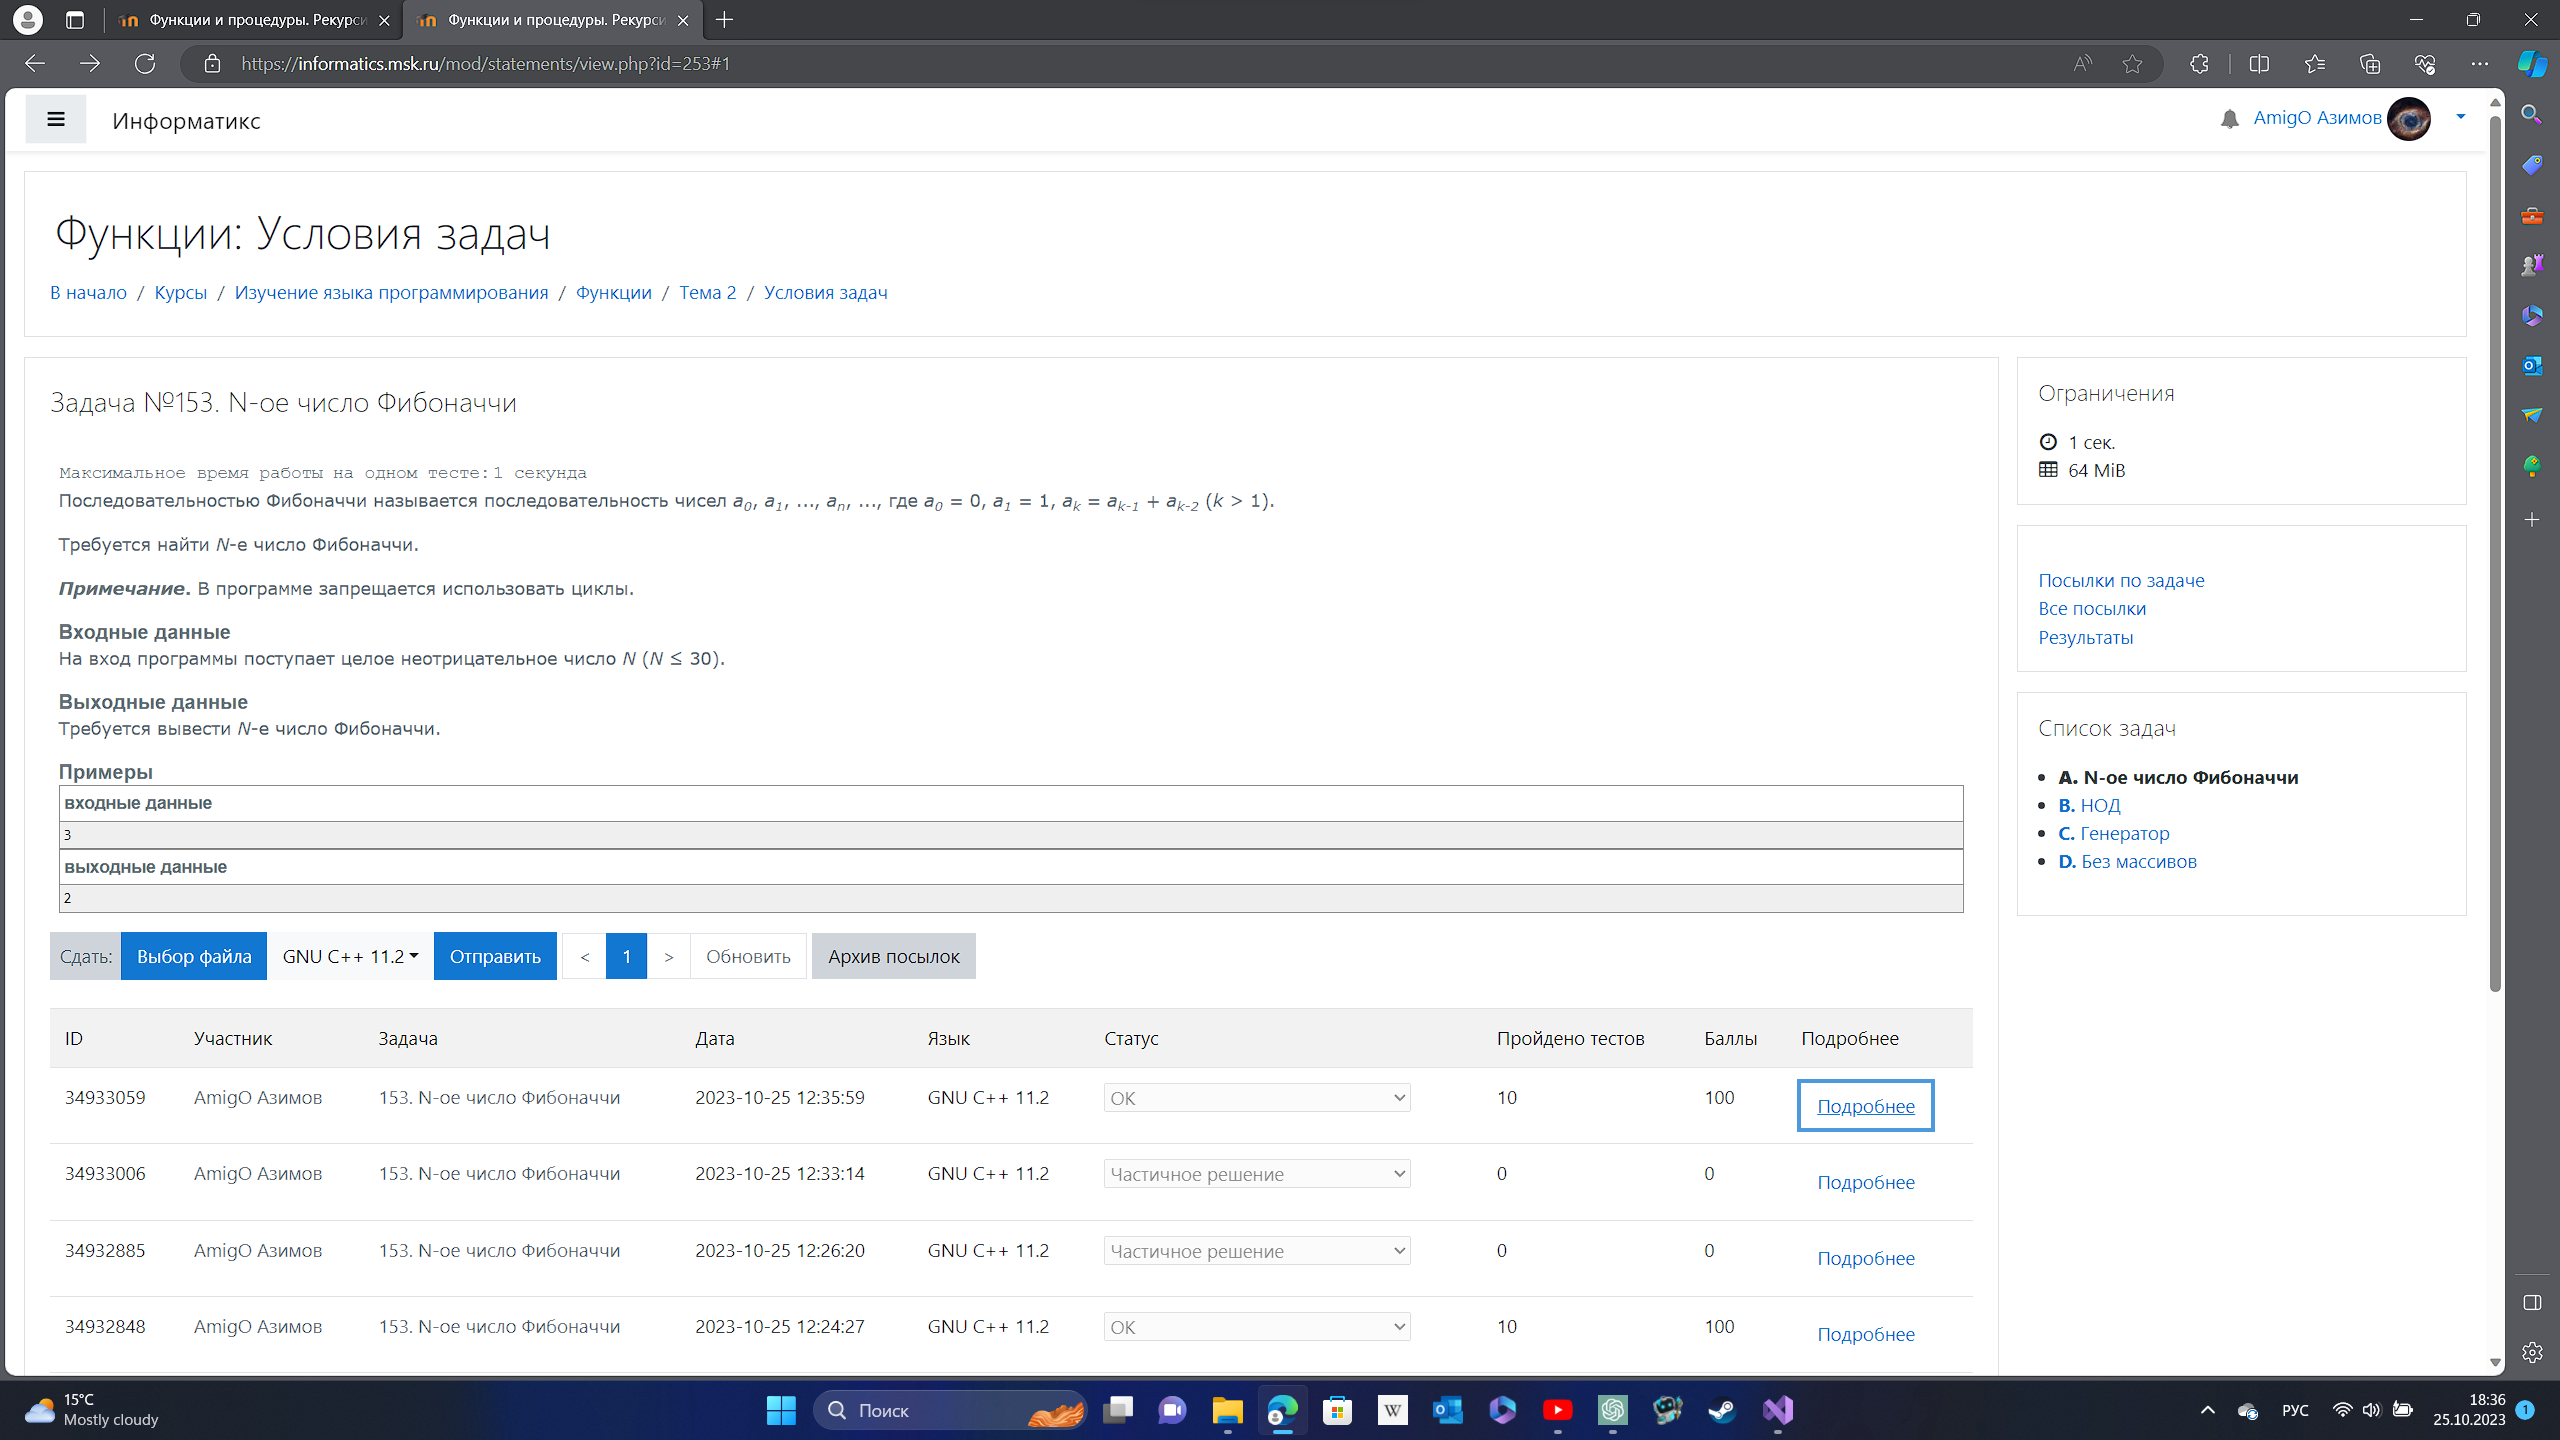 Функции и процедуры. Рекурси
Функции и процедуры. Рекурси
https://informatics.msk.ru/mod/statements/view.php?id=253#1
Информатикс
AmigO Азимов
Функции: Условия задач
В начало / Курсы / Изучение языка программирования / Функции / Тема 2 / Условия задач
Задача №153. N-ое число Фибоначчи
Максимальное время работы на одном тесте: 1 секунда
Последовательностью Фибоначчи называется последовательность чисел a0, a1, ..., an, ..., где a0 = 0, a1 = 1, ak = ak-1 + ak-2 (k > 1).
Требуется найти N-е число Фибоначчи.
Примечание. В программе запрещается использовать циклы.
Входные данные
На вход программы поступает целое неотрицательное число N (N ≤ 30).
Выходные данные
Требуется вывести N-е число Фибоначчи.
Примеры
входные данные
3
выходные данные
2
Сдать: Выбор файла GNU C++ 11.2 Отправить < 1 > Обновить Архив посылок
ID Участник Задача Дата Язык Статус Пройдено тестов Баллы Подробнее
34933059 AmigO Азимов 153. N-ое число Фибоначчи 2023-10-25 12:35:59 GNU C++ 11.2 OK 10 100 Подробнее
34933006 AmigO Азимов 153. N-ое число Фибоначчи 2023-10-25 12:33:14 GNU C++ 11.2 Частичное решение 0 0 Подробнее
34932885 AmigO Азимов 153. N-ое число Фибоначчи 2023-10-25 12:26:20 GNU C++ 11.2 Частичное решение 0 0 Подробнее
34932848 AmigO Азимов 153. N-ое число Фибоначчи 2023-10-25 12:24:27 GNU C++ 11.2 OK 10 100 Подробнее
Ограничения
1 сек.
64 MiB
Посылки по задаче
Все посылки
Результаты
Список задач
A. N-ое число Фибоначчи
B. НОД
C. Генератор
D. Без массивов
15°C
Mostly cloudy
Поиск
W
РУС
18:36
25.10.2023
1